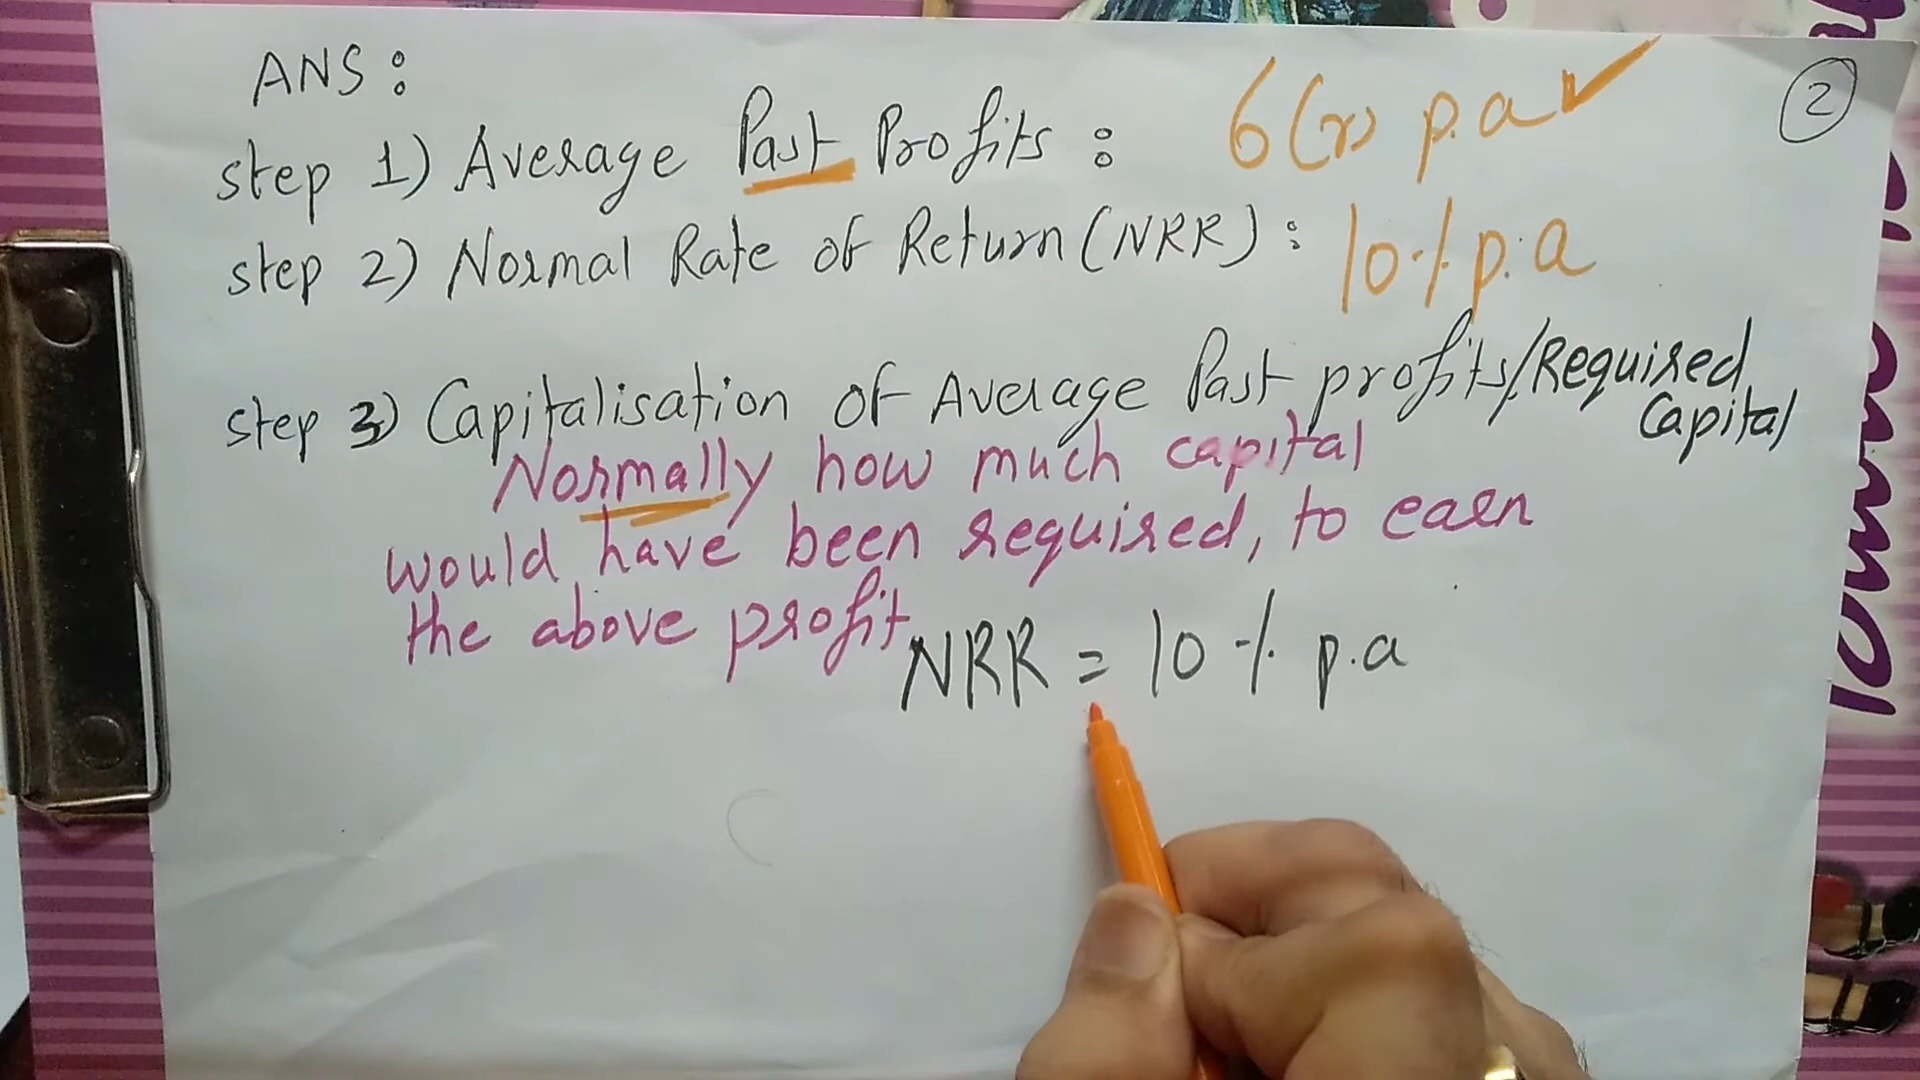 ANS:
2
step 1) Average Past Profits : 6(r) p.a
step 2) Normal Rate of Return (NRR) : 10% p.a
step 3) Capitalisation of Average Past profits/Required Capital
Normally how much capital
would have been required, to earn
the above profit
NRR = 10% p.a